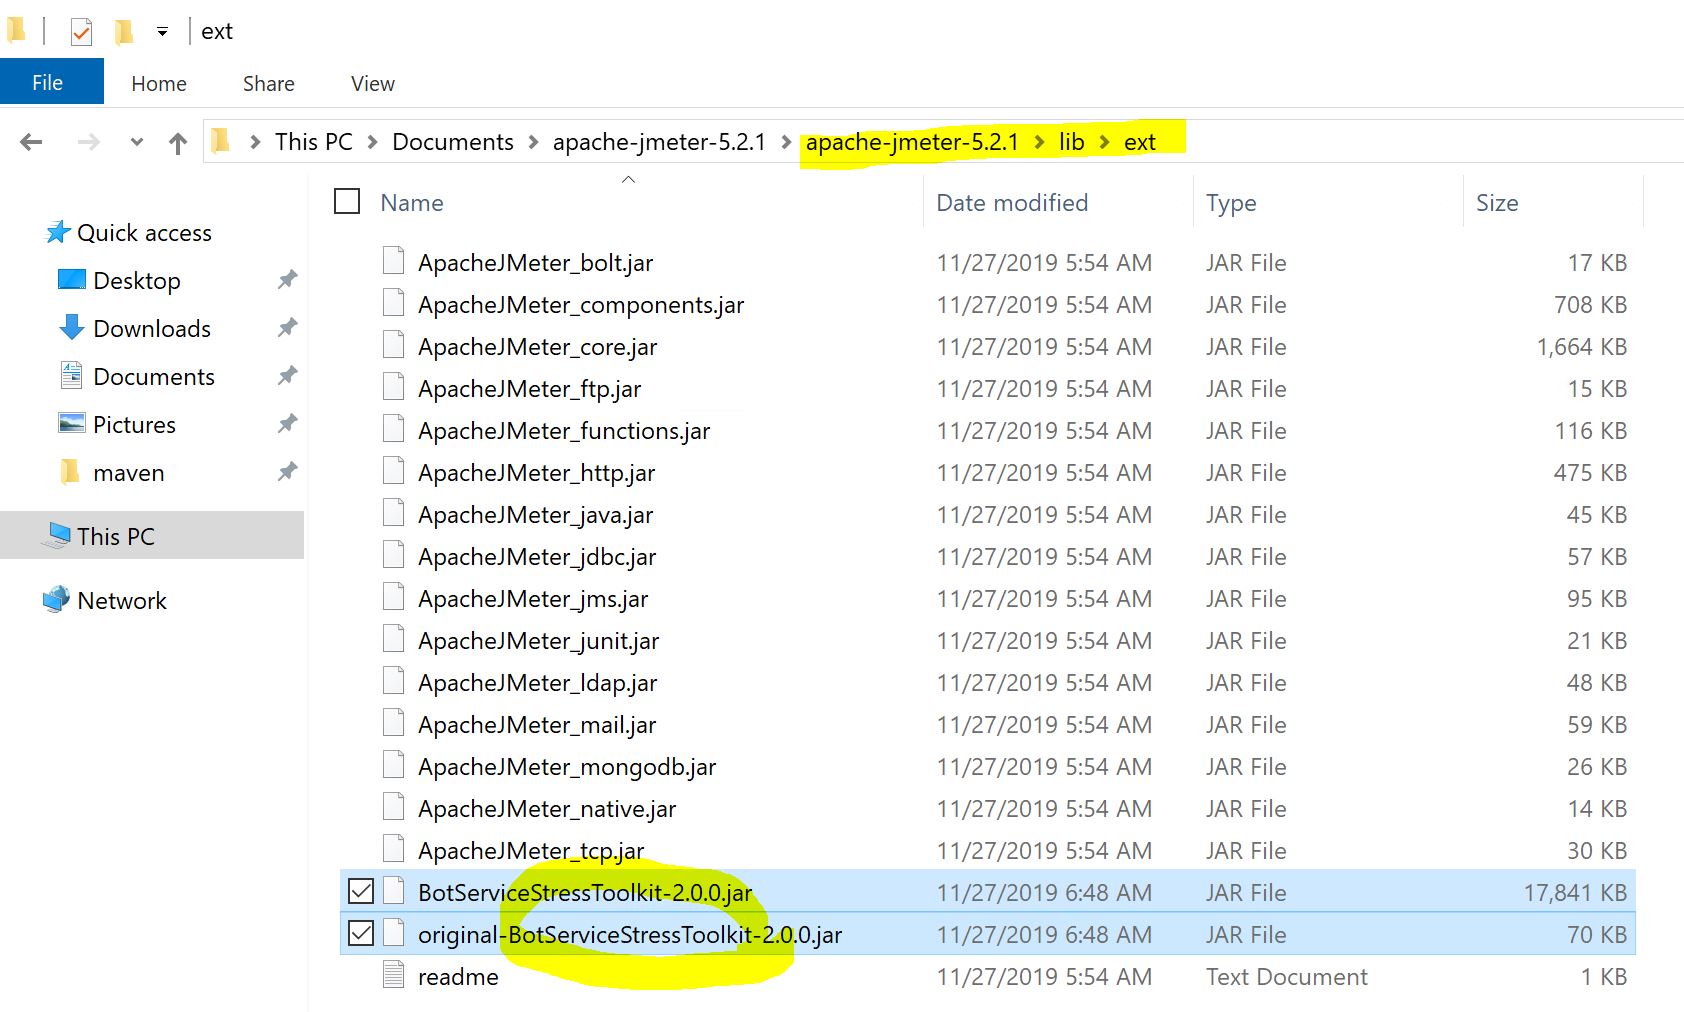 ext
File Home Share View
This PC Documents apache-jmeter-5.2.1 apache-jmeter-5.2.1 lib ext
Name Date modified Type Size
Quick access
Desktop
Downloads
Documents
Pictures
maven
This PC
Network
ApacheJMeter_bolt.jar 11/27/2019 5:54 AM JAR File 17 KB
ApacheJMeter_components.jar 11/27/2019 5:54 AM JAR File 708 KB
ApacheJMeter_core.jar 11/27/2019 5:54 AM JAR File 1,664 KB
ApacheJMeter_ftp.jar 11/27/2019 5:54 AM JAR File 15 KB
ApacheJMeter_functions.jar 11/27/2019 5:54 AM JAR File 116 KB
ApacheJMeter_http.jar 11/27/2019 5:54 AM JAR File 475 KB
ApacheJMeter_java.jar 11/27/2019 5:54 AM JAR File 45 KB
ApacheJMeter_jdbc.jar 11/27/2019 5:54 AM JAR File 57 KB
ApacheJMeter_jms.jar 11/27/2019 5:54 AM JAR File 95 KB
ApacheJMeter_junit.jar 11/27/2019 5:54 AM JAR File 21 KB
ApacheJMeter_ldap.jar 11/27/2019 5:54 AM JAR File 48 KB
ApacheJMeter_mail.jar 11/27/2019 5:54 AM JAR File 59 KB
ApacheJMeter_mongodb.jar 11/27/2019 5:54 AM JAR File 26 KB
ApacheJMeter_native.jar 11/27/2019 5:54 AM JAR File 14 KB
ApacheJMeter_tcp.jar 11/27/2019 5:54 AM JAR File 30 KB
BotServiceStressToolkit-2.0.0.jar 11/27/2019 6:48 AM JAR File 17,841 KB
original-BotServiceStressToolkit-2.0.0.jar 11/27/2019 6:48 AM JAR File 70 KB
readme 11/27/2019 5:54 AM Text Document 1 KB